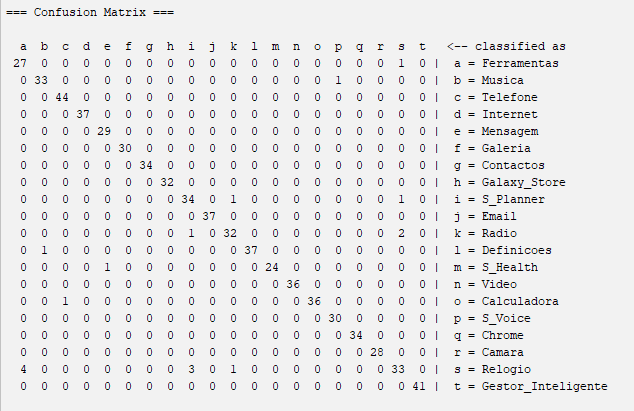 === Confusion Matrix ===
a b c d e f g h i j k l m n o p q r s t <-- classified as
27 0 0 0 0 0 0 0 0 0 0 0 0 0 0 0 0 0 1 0 | a = Ferramentas
0 33 0 0 0 0 0 0 0 0 0 0 0 0 0 1 0 0 0 0 | b = Musica
0 0 44 0 0 0 0 0 0 0 0 0 0 0 0 0 0 0 0 0 | c = Telefone
0 0 0 37 0 0 0 0 0 0 0 0 0 0 0 0 0 0 0 0 | d = Internet
0 0 0 0 29 0 0 0 0 0 0 0 0 0 0 0 0 0 0 0 | e = Mensagem
0 0 0 0 0 30 0 0 0 0 0 0 0 0 0 0 0 0 0 0 | f = Galeria
0 0 0 0 0 0 34 0 0 0 0 0 0 0 0 0 0 0 0 0 | g = Contactos
0 0 0 0 0 0 0 32 0 0 0 0 0 0 0 0 0 0 0 0 | h = Galaxy_Store
0 0 0 0 0 0 0 0 34 0 1 0 0 0 0 0 0 0 1 0 | i = S_Planner
0 0 0 0 0 0 0 0 0 37 0 0 0 0 0 0 0 0 0 0 | j = Email
0 0 0 0 0 0 0 0 1 0 32 0 0 0 0 0 0 0 2 0 | k = Radio
0 1 0 0 0 0 0 0 0 0 0 37 0 0 0 0 0 0 0 0 | l = Definicoes
0 0 0 0 1 0 0 0 0 0 0 0 24 0 0 0 0 0 0 0 | m = S_Health
0 0 0 0 0 0 0 0 0 0 0 0 0 36 0 0 0 0 0 0 | n = Video
0 0 1 0 0 0 0 0 0 0 0 0 0 0 36 0 0 0 0 0 | o = Calculadora
0 0 0 0 0 0 0 0 0 0 0 0 0 0 0 30 0 0 0 0 | p = S_Voice
0 0 0 0 0 0 0 0 0 0 0 0 0 0 0 0 34 0 0 0 | q = Chrome
0 0 0 0 0 0 0 0 0 0 0 0 0 0 0 0 0 28 0 0 | r = Camara
4 0 0 0 0 0 0 0 3 0 1 0 0 0 0 0 0 0 33 0 | s = Relogio
0 0 0 0 0 0 0 0 0 0 0 0 0 0 0 0 0 0 0 41 | t = Gestor_Inteligente